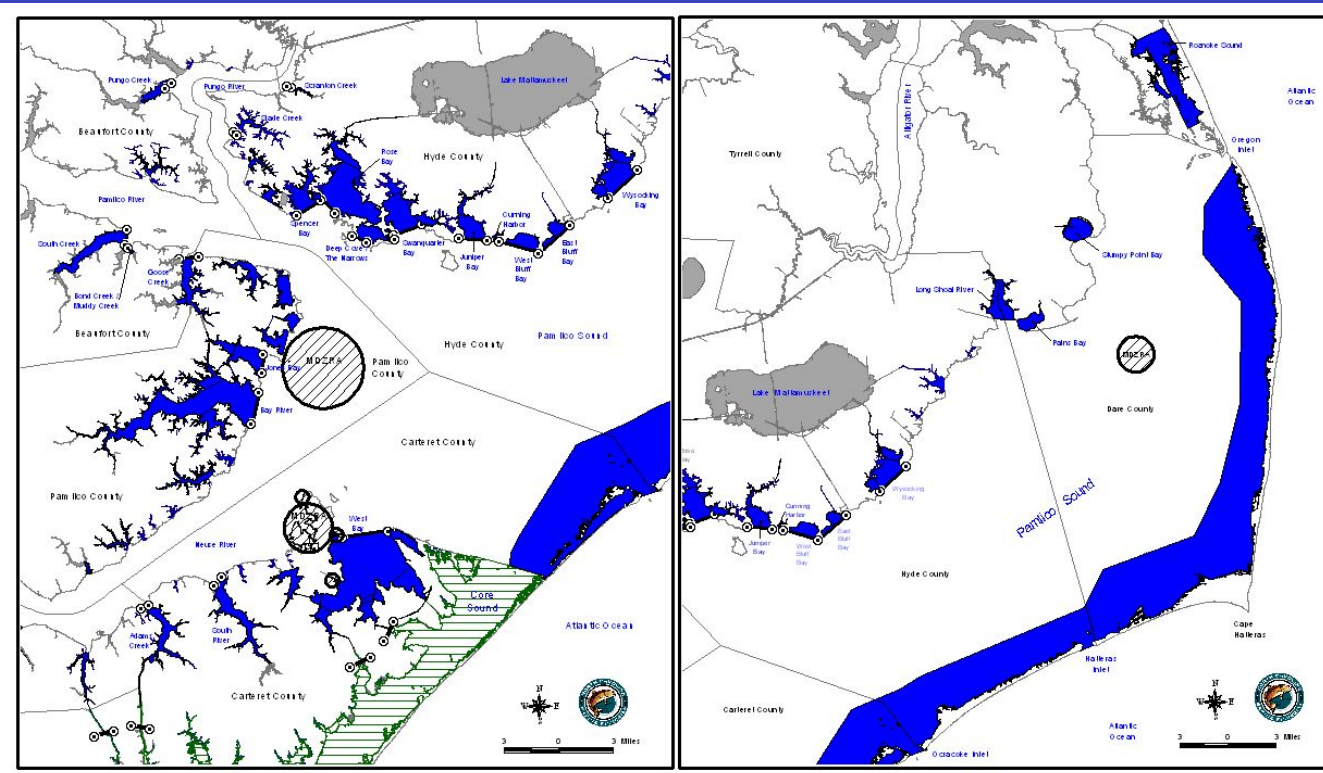 Pungo Creek
Pungo River
Scranton Creek
Lake Mattamuskeet
Slade Creek
Beaufort County
Rose
Bay
Hyde County
Pamlico River
Wysocking
Bay
Spencer
Bay
Cunning
Harbor
South Creek
Deep Cove
The Narrows
Swanquarter
Bay
Juniper
Bay
West
Bluff
Bay
East
Bluff
Bay
Goose
Creek
Bond Creek /
Muddy Creek
Beaufort County
Hyde County
Pamlico Sound
MDZRA
Pamlico
County
Jones Bay
Bay River
Carteret County
Pamlico County
West
Bay
Neuse River
Core
Sound
Adams
Creek
South
River
Atlantic Ocean
Carteret County
N
W
E
3 0 3 Miles
Roanoke Sound
Atlantic
Ocean
Alligator River
Oregon
Inlet
Tyrrell County
Stumpy Point Bay
Long Shoal River
Pains Bay
MDZRA
Lake Mattamuskeet
Dare County
Wysocking
Bay
Pamlico Sound
Cunning
Harbor
Juniper
Bay
West
Bluff
Bay
East
Bluff
Bay
Hyde County
Cape
Hatteras
Hatteras
Inlet
Carteret County
N
W
E
Atlantic
Ocean
3 0 3 Miles
Ocracoke Inlet